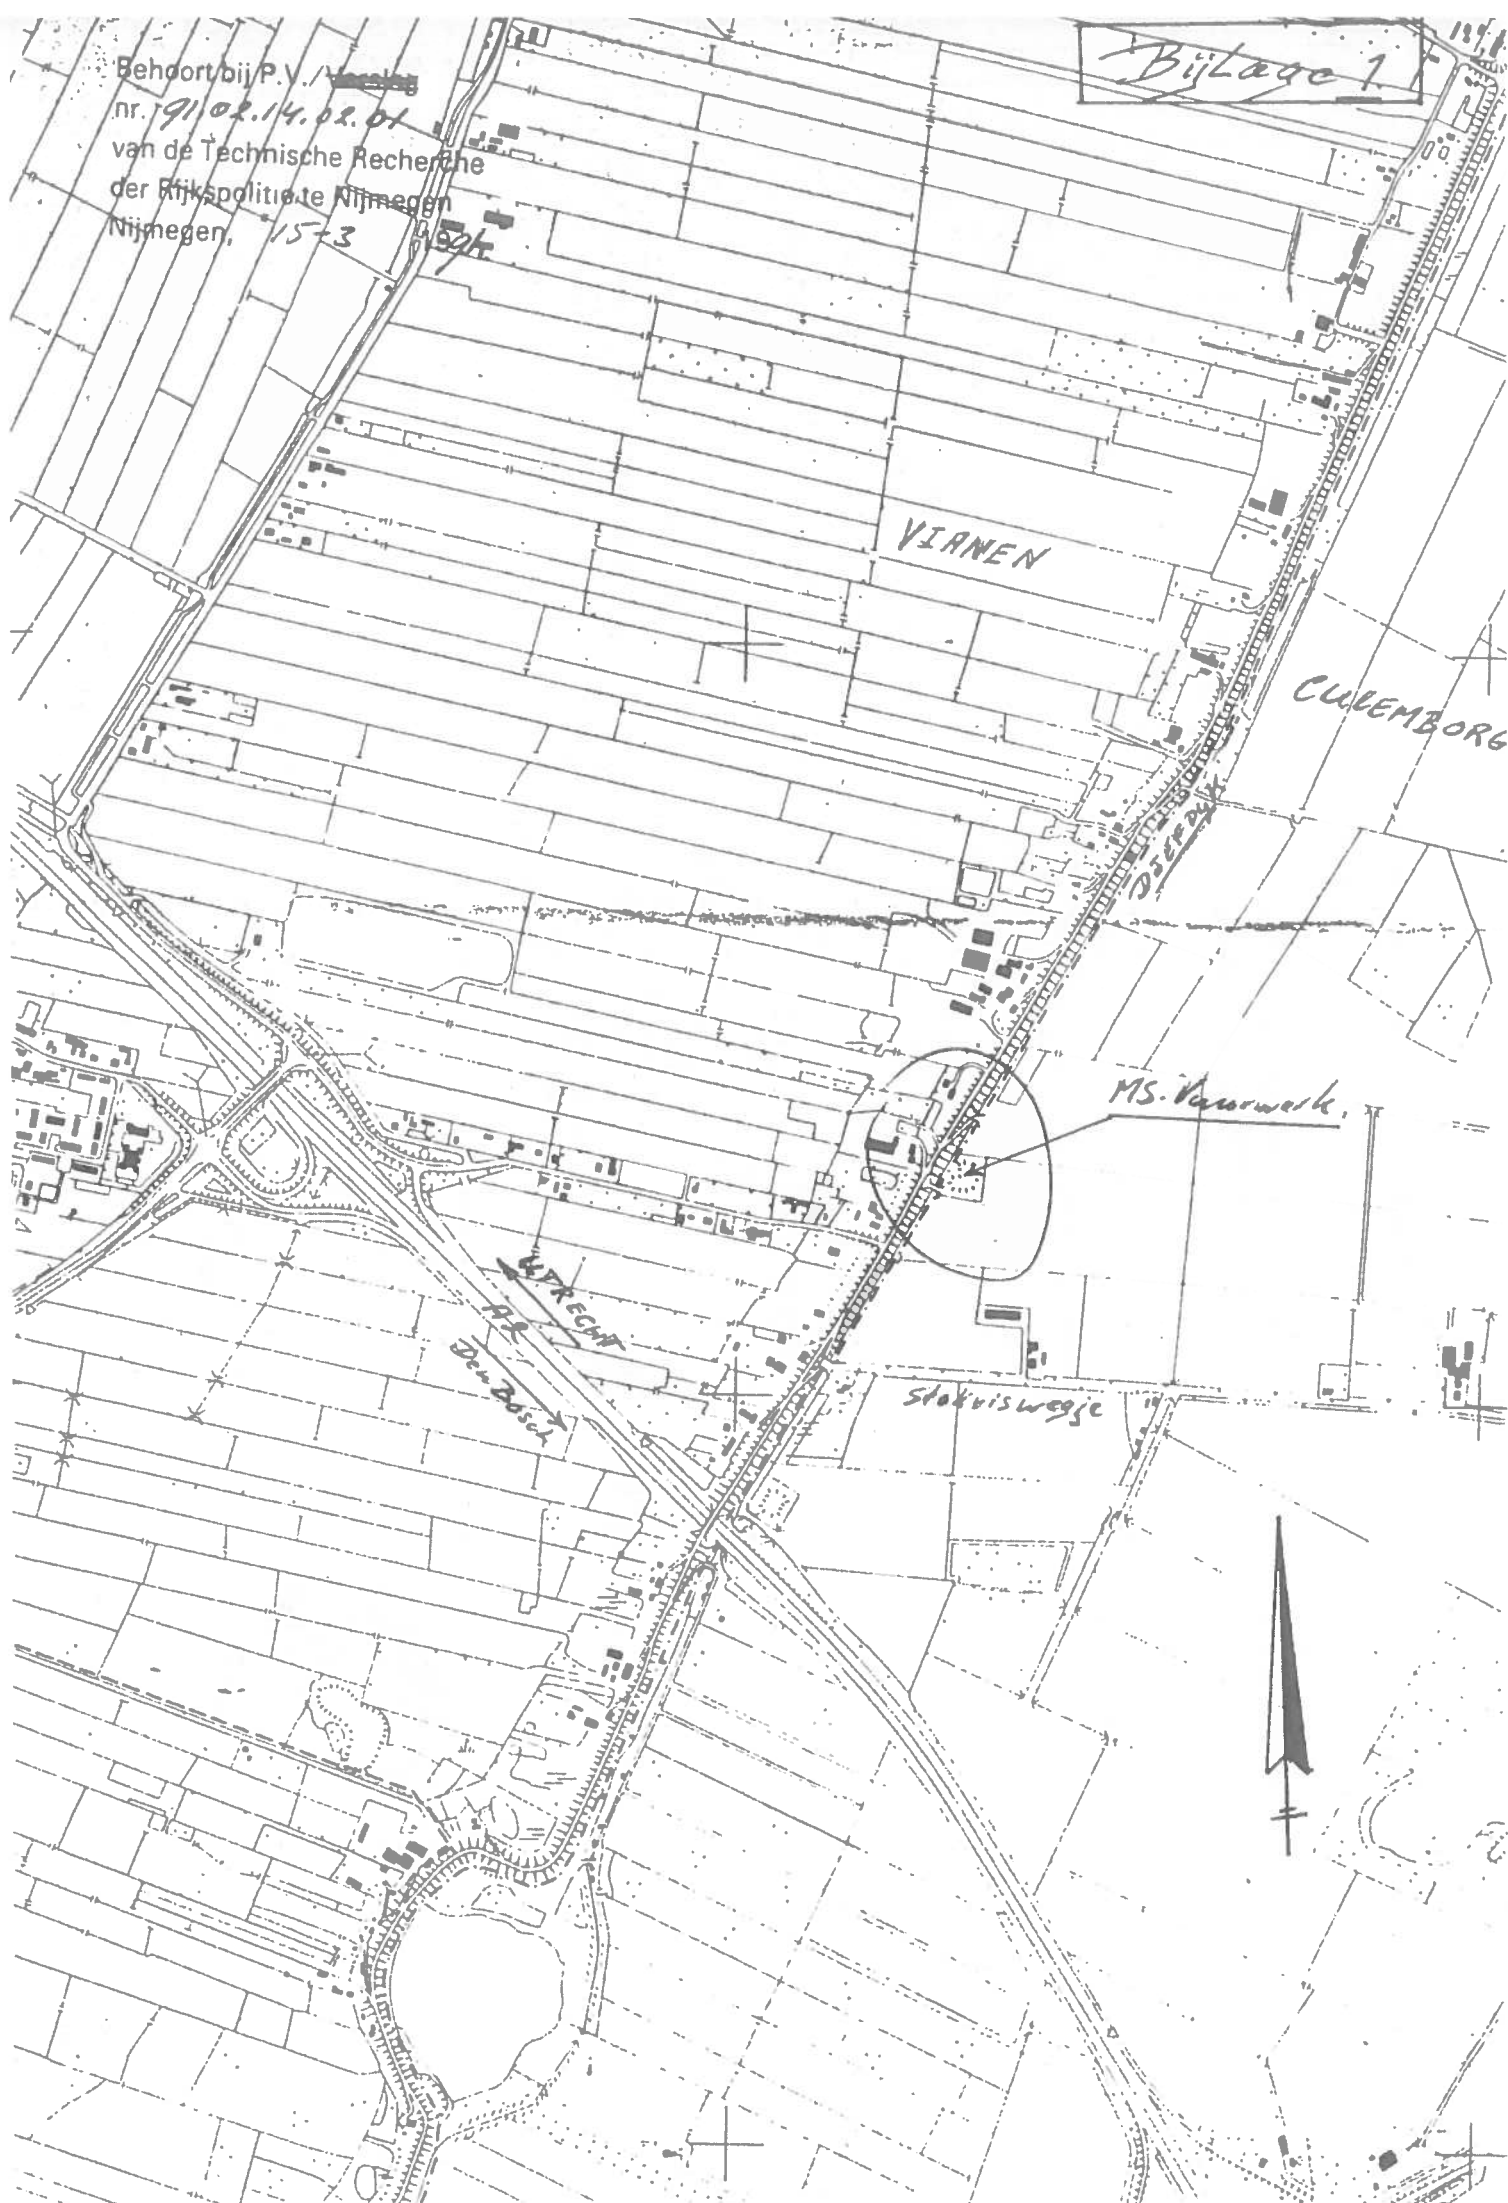 Behoort bij P.V./Verslag
nr. 91.02.14.02.01
van de Technische Recherche
der Rijkspolitie te Nijmegen
Nijmegen, 15-3 1991
Bijlage 1
VIANEN
CULEMBORG
DIEFDYK
MS. Vuurwerk.
UTRECHT
A2
Den Bosch
Stokviswegje